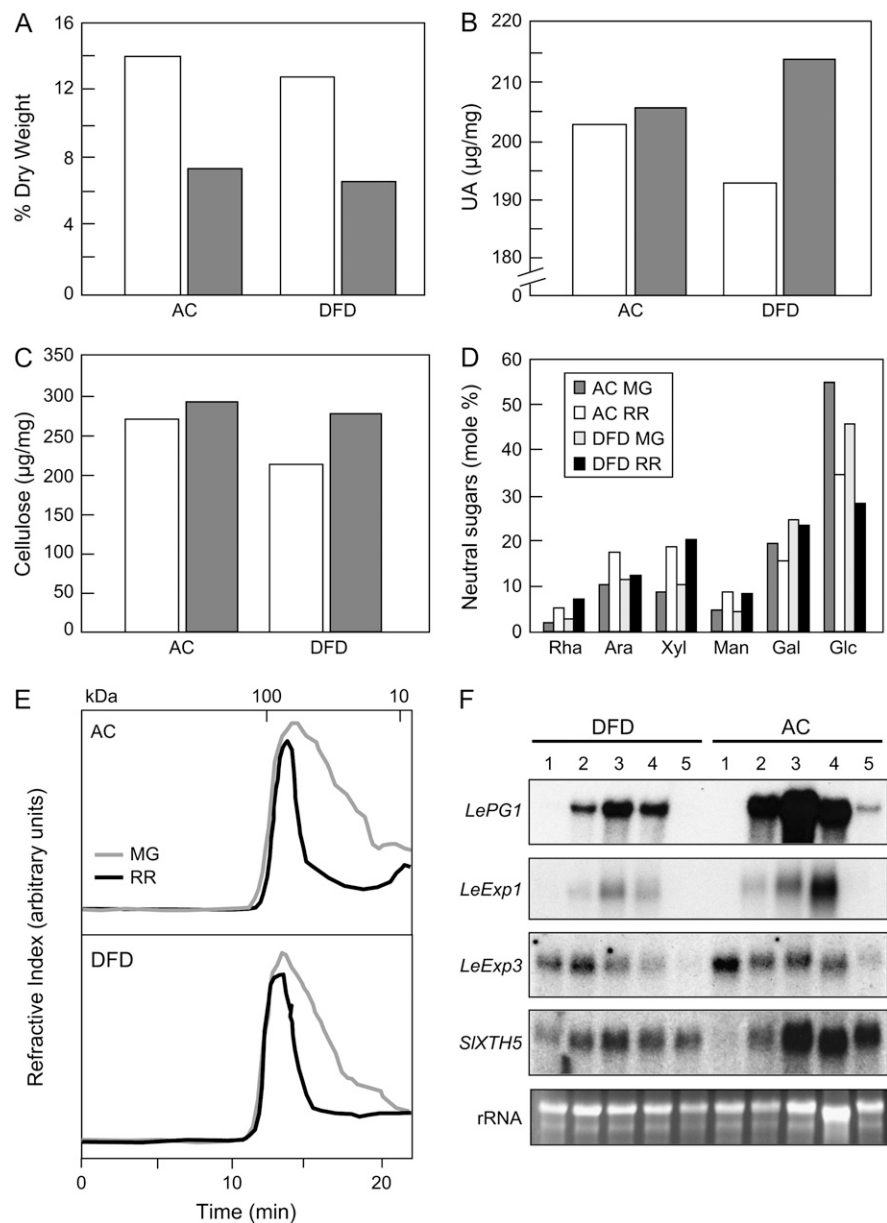 A
16
12
8
4
0
% Dry Weight
AC DFD
B
220
210
200
190
180
0
UA (µg/mg)
AC DFD
C
350
300
250
200
150
100
50
0
Cellulose (µg/mg)
AC DFD
D
60
50
40
30
20
10
0
Neutral sugars (mole %)
AC MG
AC RR
DFD MG
DFD RR
Rha Ara Xyl Man Gal Glc
E
kDa 100 10
AC
MG
RR
DFD
Refractive Index (arbitrary units)
0 10 20
Time (min)
F
DFD AC
1 2 3 4 5 1 2 3 4 5
LePG1
LeExp1
LeExp3
SlXTH5
rRNA